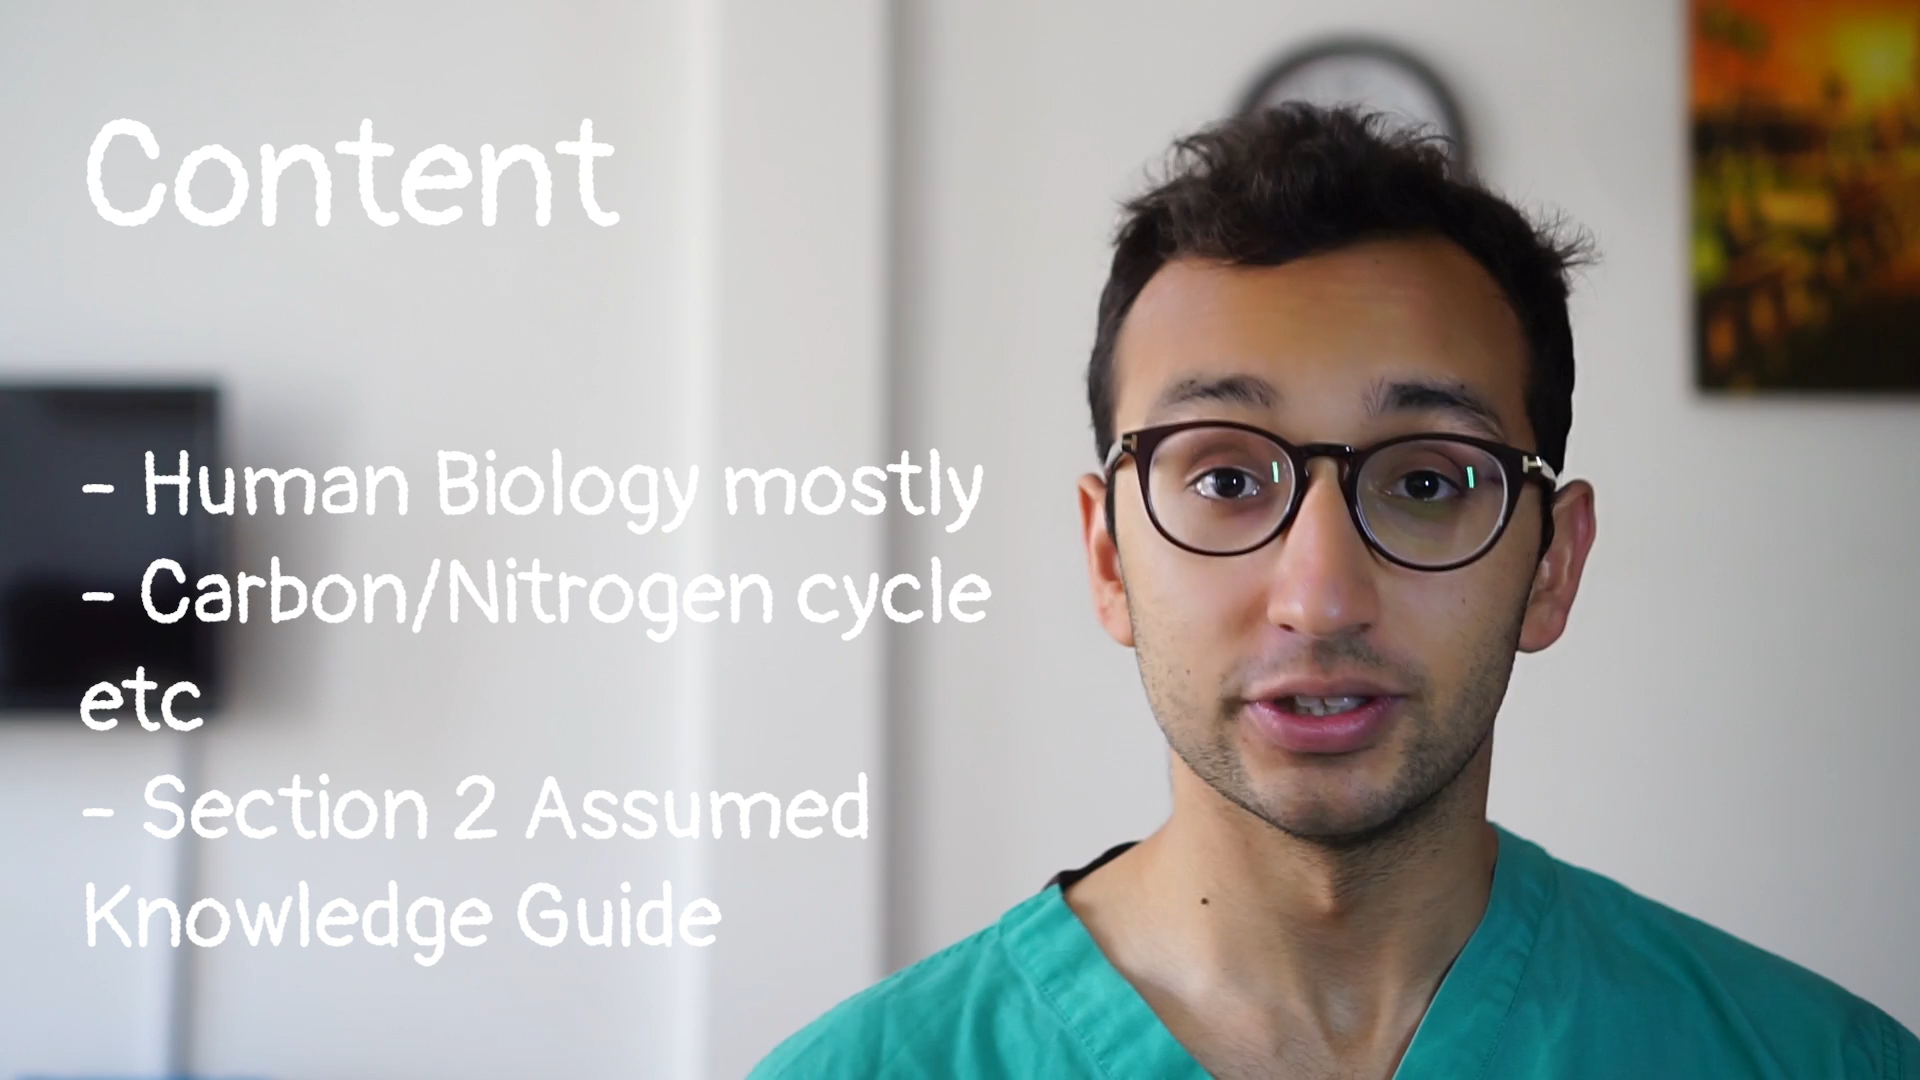 Content
- Human Biology mostly
- Carbon/Nitrogen cycle
etc
- Section 2 Assumed
Knowledge Guide